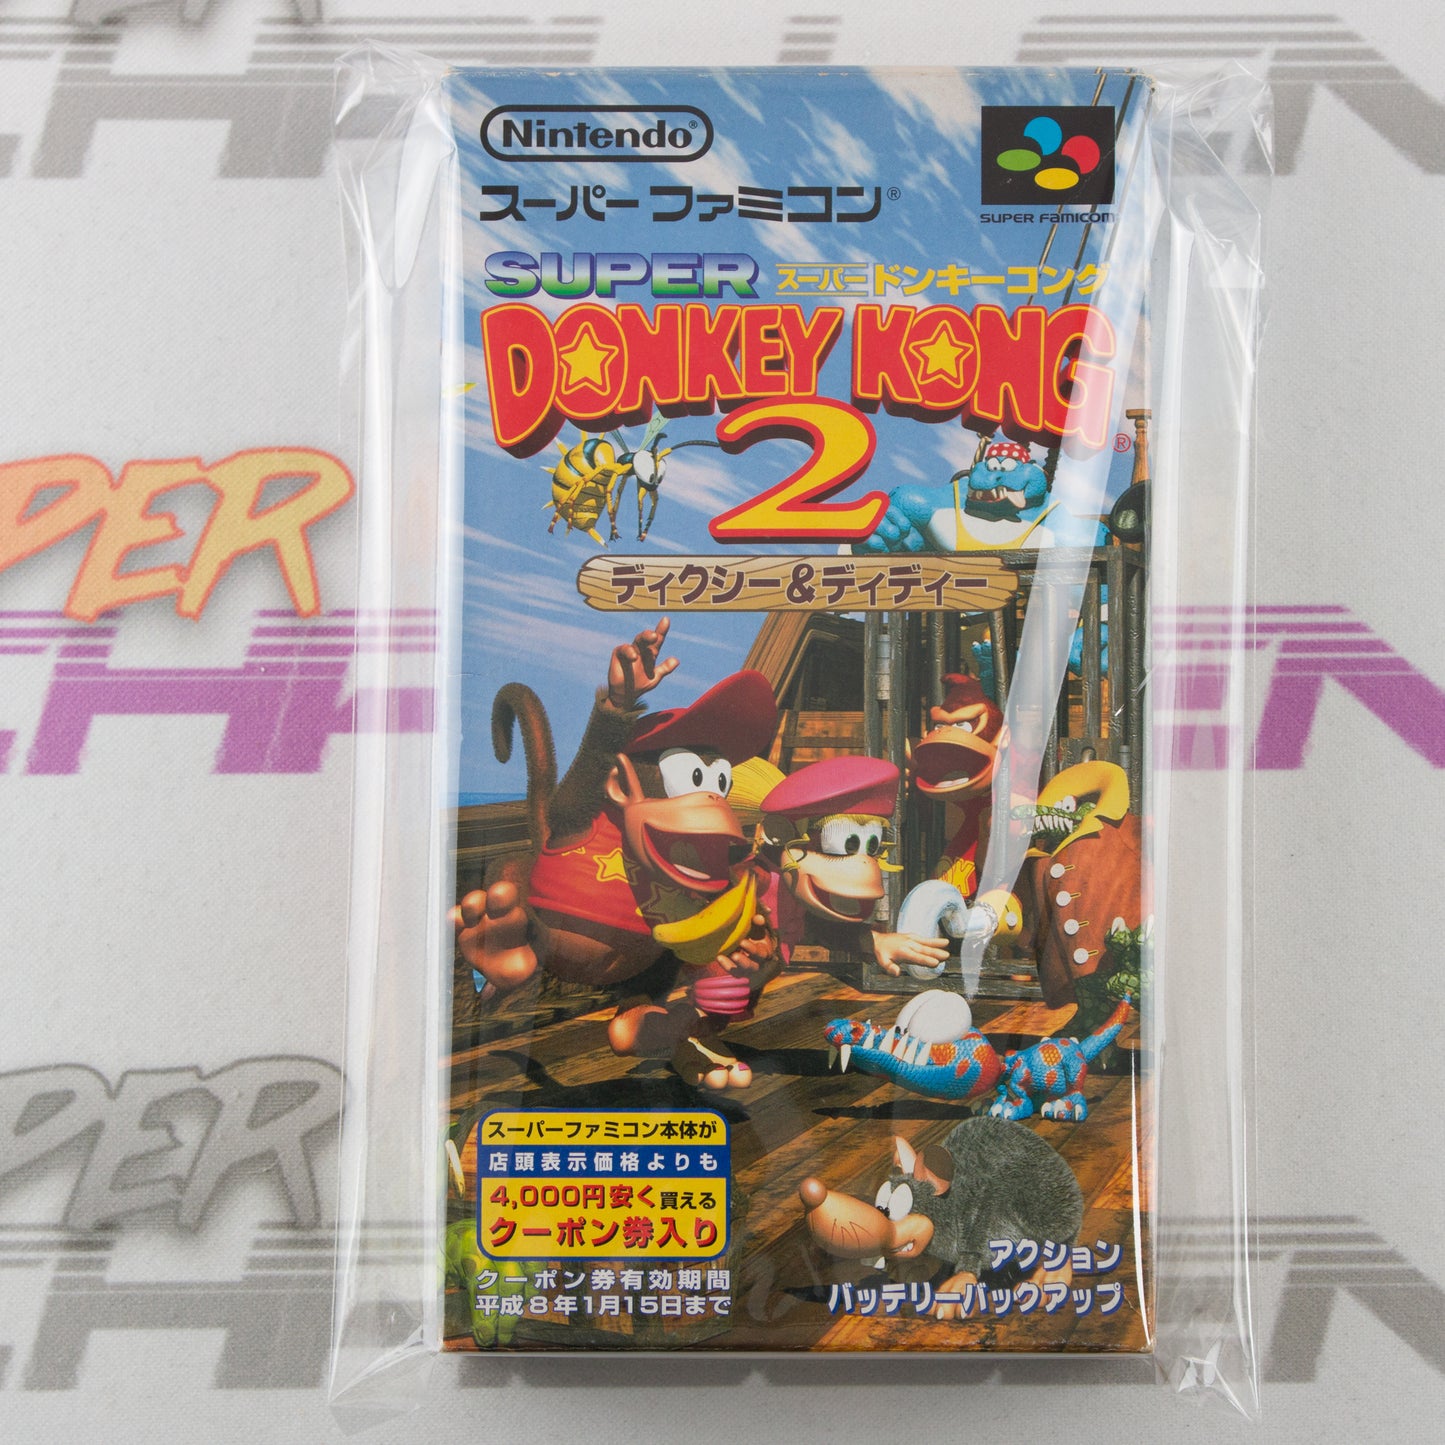 Nintendo®
スーパーファミコン®
SUPER FAMICOM
SUPER スーパードンキーコング
DONKEY KONG®
2
ディクシー&ディディー
スーパーファミコン本体が
店頭表示価格よりも
4,000円安く買える
クーポン券入り
クーポン券有効期間
平成8年1月15日まで
アクション
バッテリーバックアップ